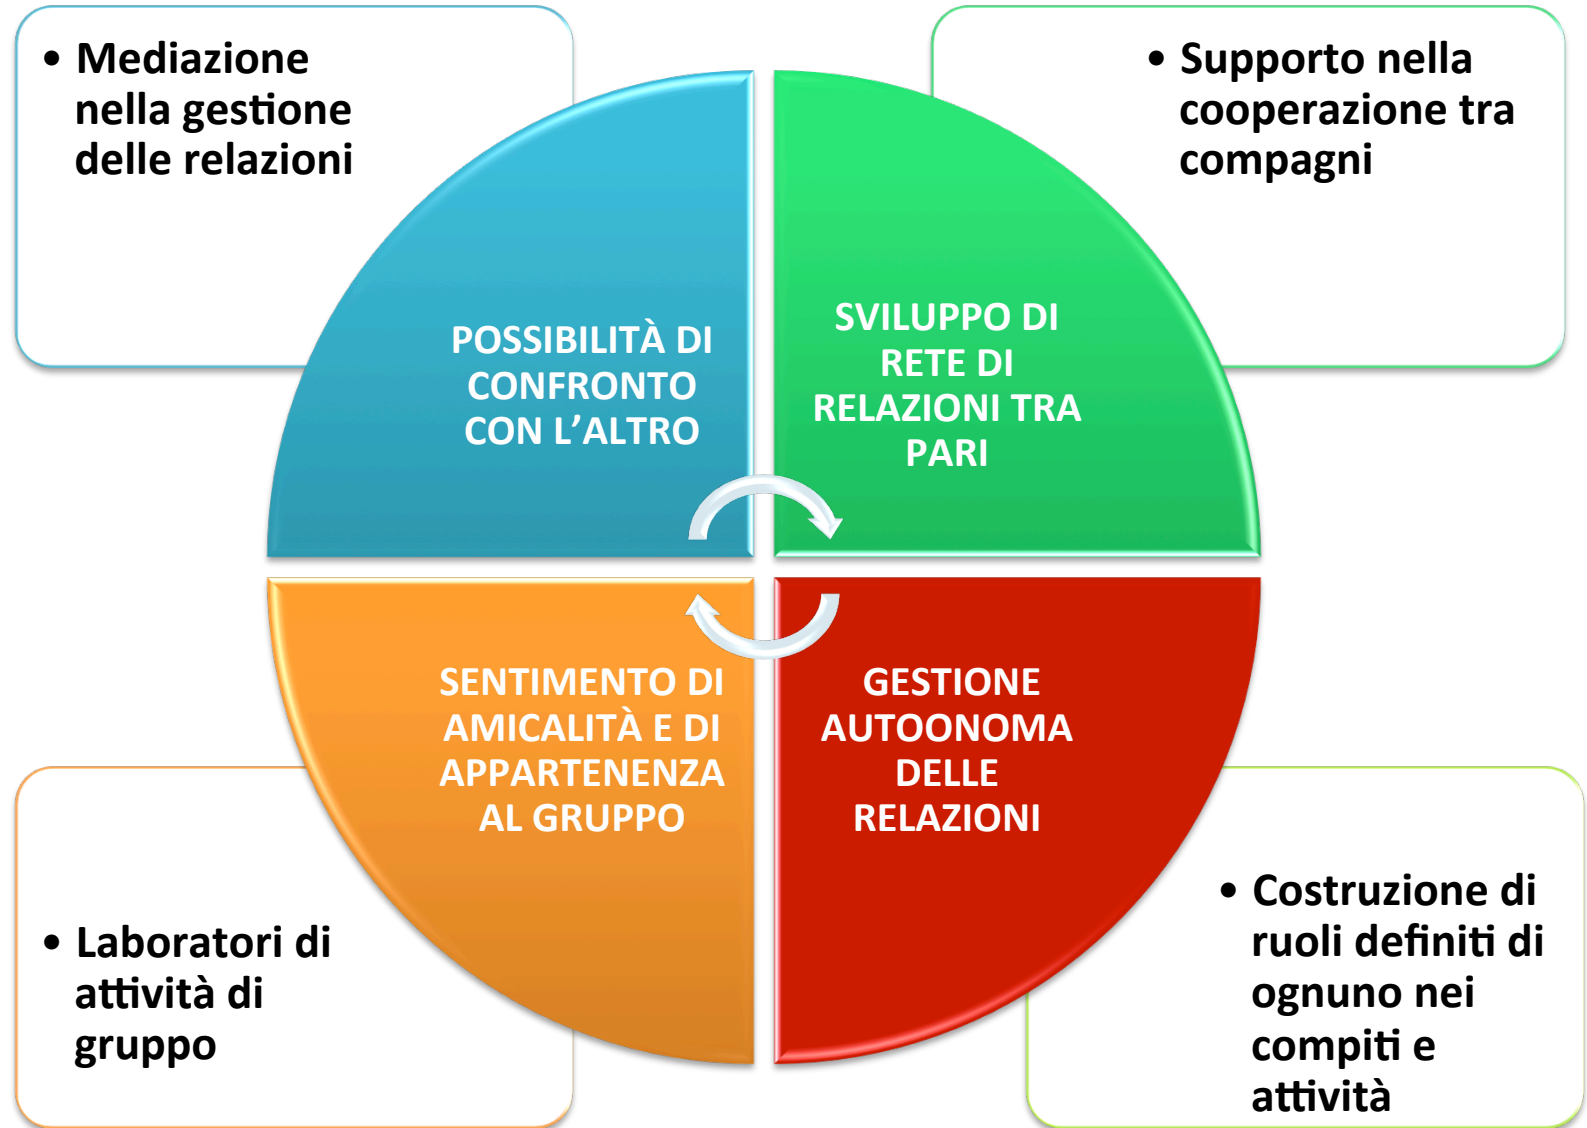 • Mediazione
nella gestione
delle relazioni
• Supporto nella
cooperazione tra
compagni
POSSIBILITÀ DI
CONFRONTO
CON L’ALTRO
SVILUPPO DI
RETE DI
RELAZIONI TRA
PARI
SENTIMENTO DI
AMICALITÀ E DI
APPARTENENZA
AL GRUPPO
GESTIONE
AUTOONOMA
DELLE
RELAZIONI
• Laboratori di
attività di
gruppo
• Costruzione di
ruoli definiti di
ognuno nei
compiti e
attività